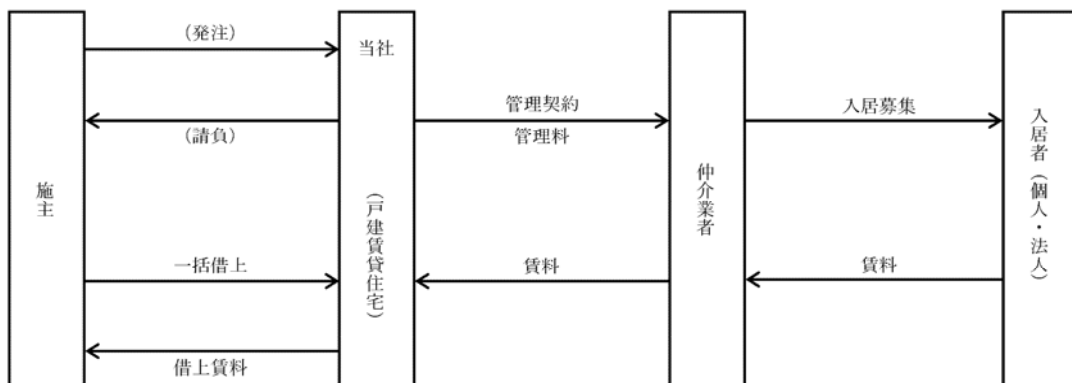 施主
(発注)
(請負)
一括借上
借上賃料
当社
(戸建賃貸住宅)
管理契約
管理料
賃料
仲介業者
入居募集
賃料
入居者(個人・法人)